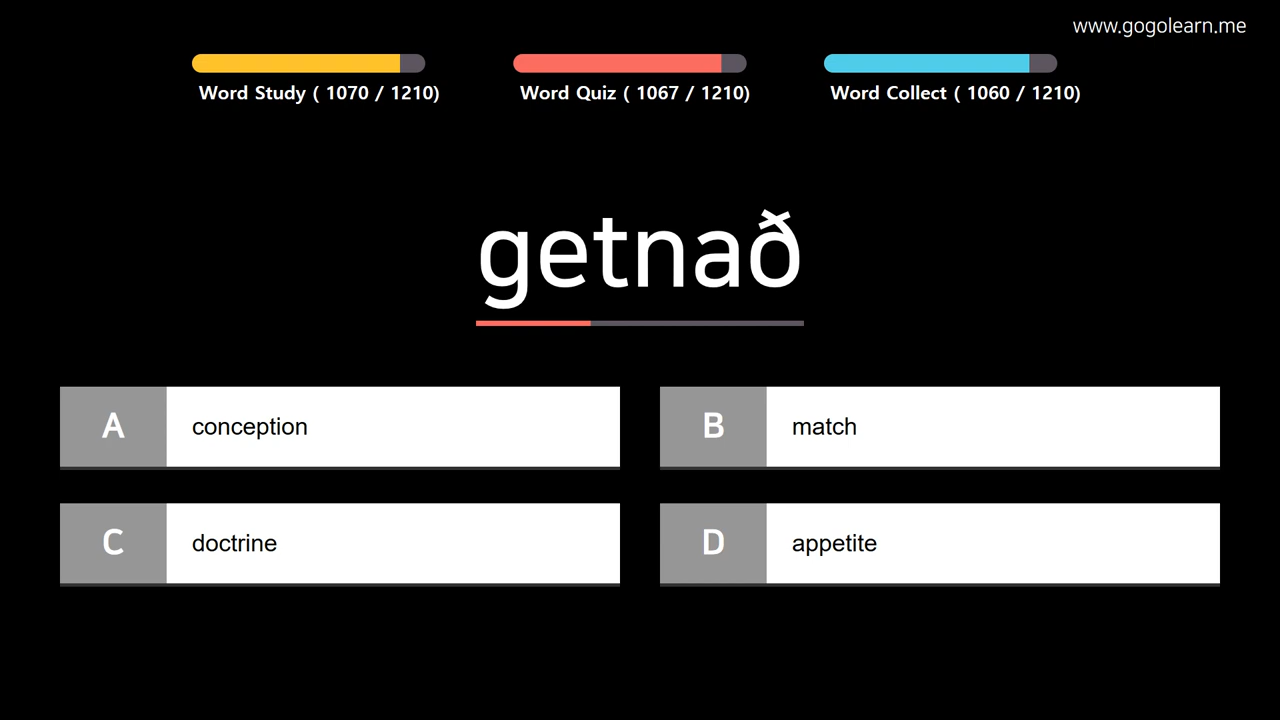 www.gogolearn.me
Word Study ( 1070 / 1210)
Word Quiz ( 1067 / 1210)
Word Collect ( 1060 / 1210)
getnað
A conception
B match
C doctrine
D appetite